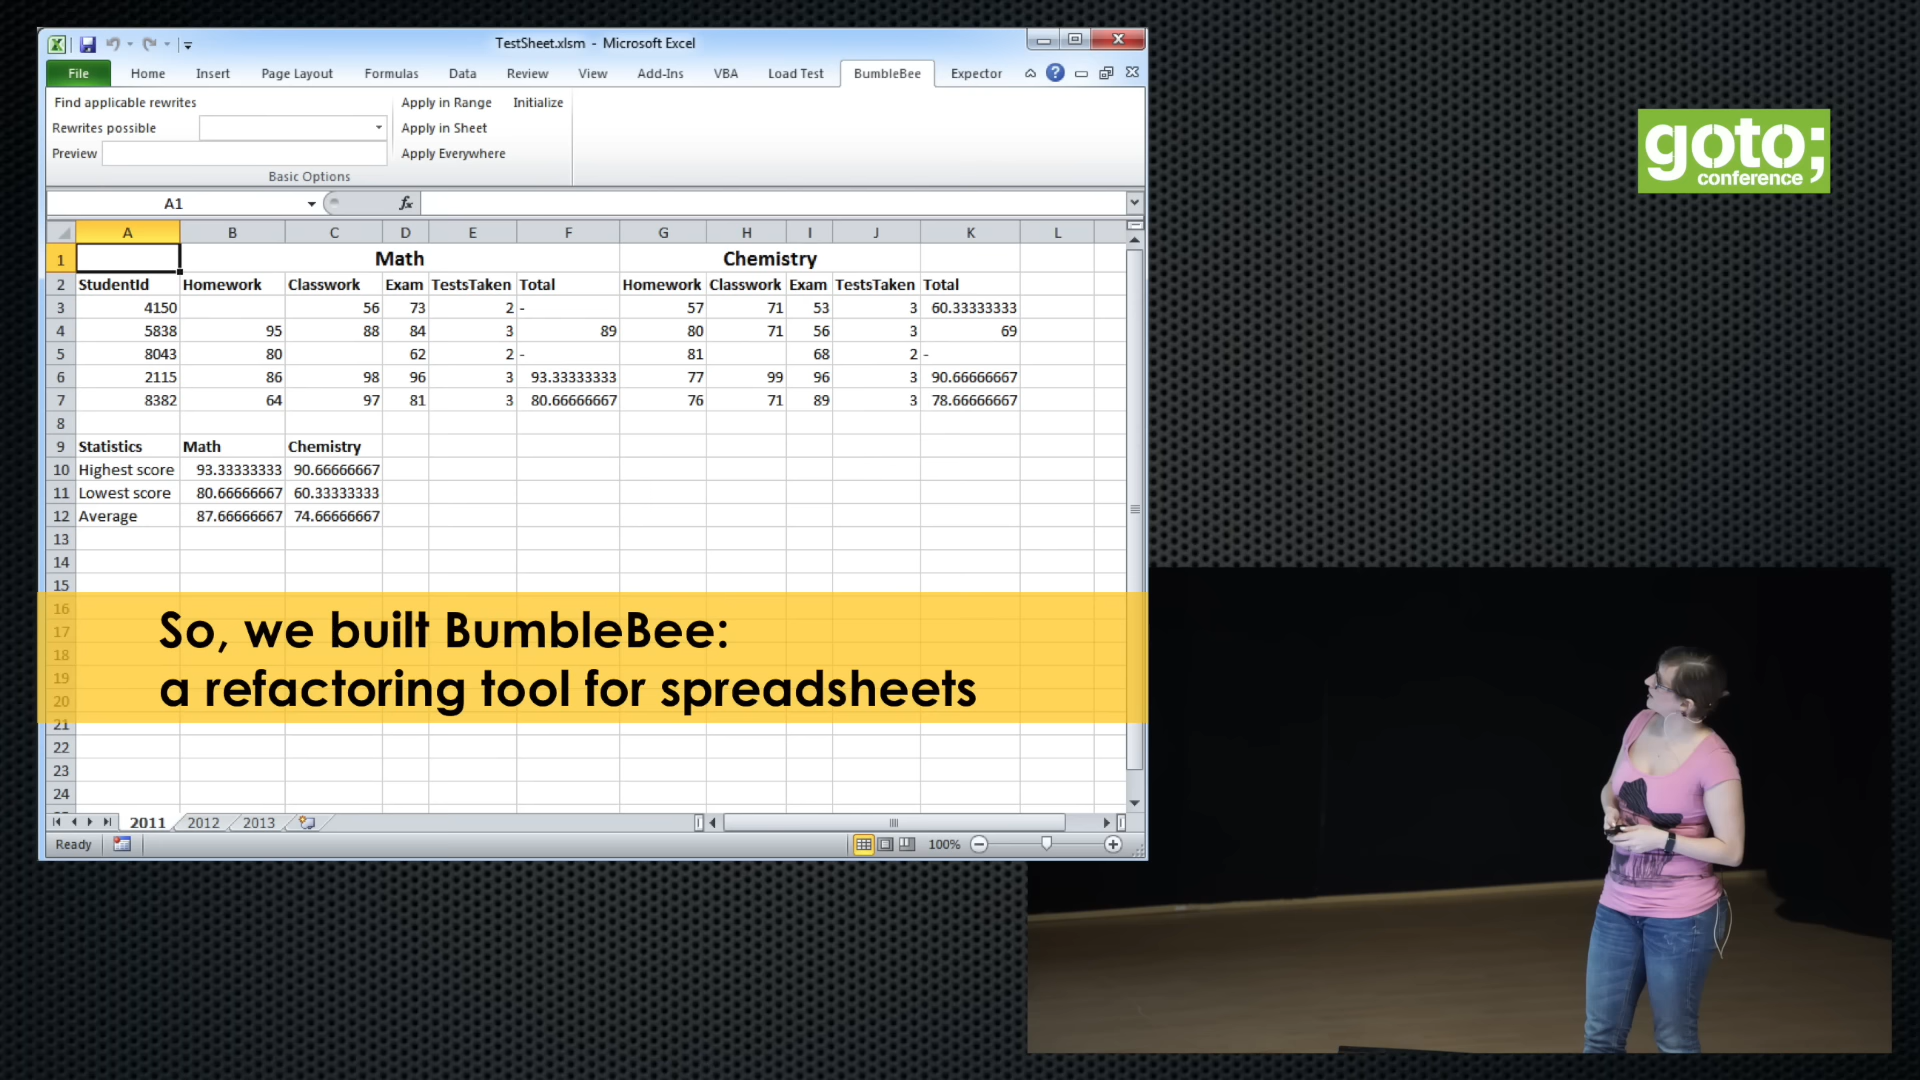 TestSheet.xlsm - Microsoft Excel
File Home Insert Page Layout Formulas Data Review View Add-Ins VBA Load Test BumbleBee Expector
Find applicable rewrites Apply in Range Initialize
Rewrites possible Apply in Sheet
Preview Apply Everywhere
Basic Options
A1 fx
A B C D E F G H I J K L
1 Math Chemistry
2 StudentId Homework Classwork Exam TestsTaken Total Homework Classwork Exam TestsTaken Total
3 4150 56 73 2 - 57 71 53 3 60.33333333
4 5838 95 88 84 3 89 80 71 56 3 69
5 8043 80 62 2 - 81 68 2 -
6 2115 86 98 96 3 93.33333333 77 99 96 3 90.66666667
7 8382 64 97 81 3 80.66666667 76 71 89 3 78.66666667
8
9 Statistics Math Chemistry
10 Highest score 93.33333333 90.66666667
11 Lowest score 80.66666667 60.33333333
12 Average 87.66666667 74.66666667
13
14
15
16
17
18
19
20
21
22
23
24
So, we built BumbleBee:
a refactoring tool for spreadsheets
2011 2012 2013
Ready 100%
goto;
conference